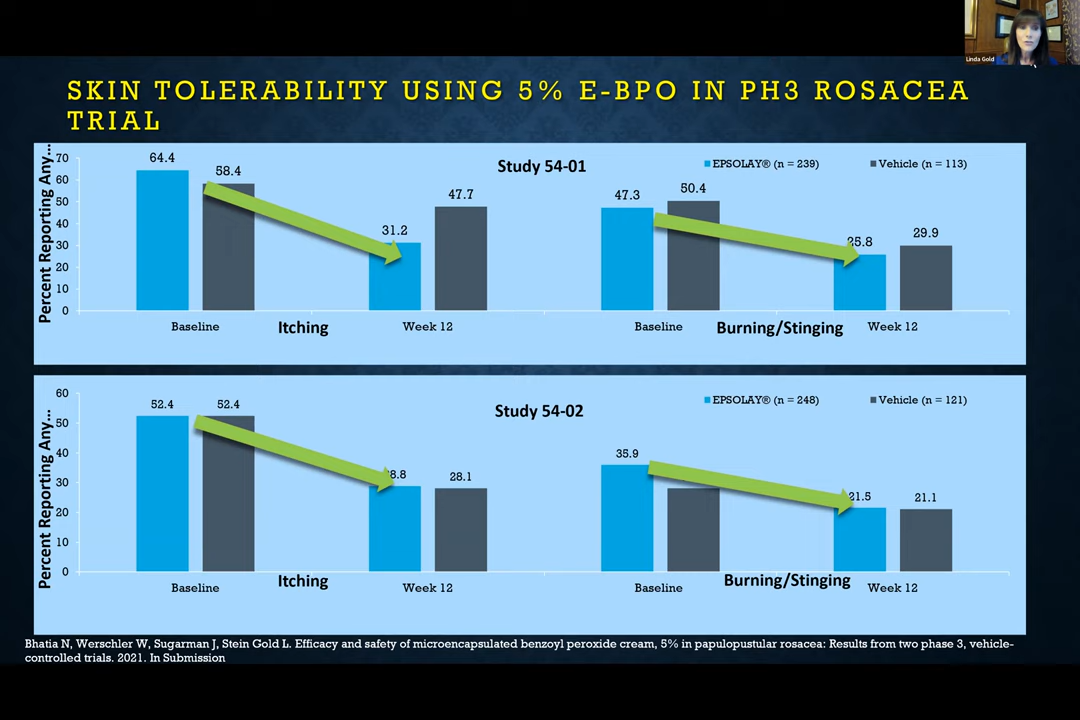 Linda Gold
SKIN TOLERABILITY USING 5% E-BPO IN PH3 ROSACEA
TRIAL
Percent Reporting Any...
70
60
50
40
30
20
10
0
Study 54-01
EPSOLAY® (n = 239)
Vehicle (n = 113)
64.4
58.4
31.2
47.7
47.3
50.4
25.8
29.9
Baseline
Itching
Week 12
Baseline
Burning/Stinging
Week 12
Percent Reporting Any...
60
50
40
30
20
10
0
Study 54-02
EPSOLAY® (n = 248)
Vehicle (n = 121)
52.4
52.4
8.8
28.1
35.9
21.5
21.1
Baseline
Itching
Week 12
Baseline
Burning/Stinging
Week 12
Bhatia N, Werschler W, Sugarman J, Stein Gold L. Efficacy and safety of microencapsulated benzoyl peroxide cream, 5% in papulopustular rosacea: Results from two phase 3, vehicle-
controlled trials. 2021. In Submission